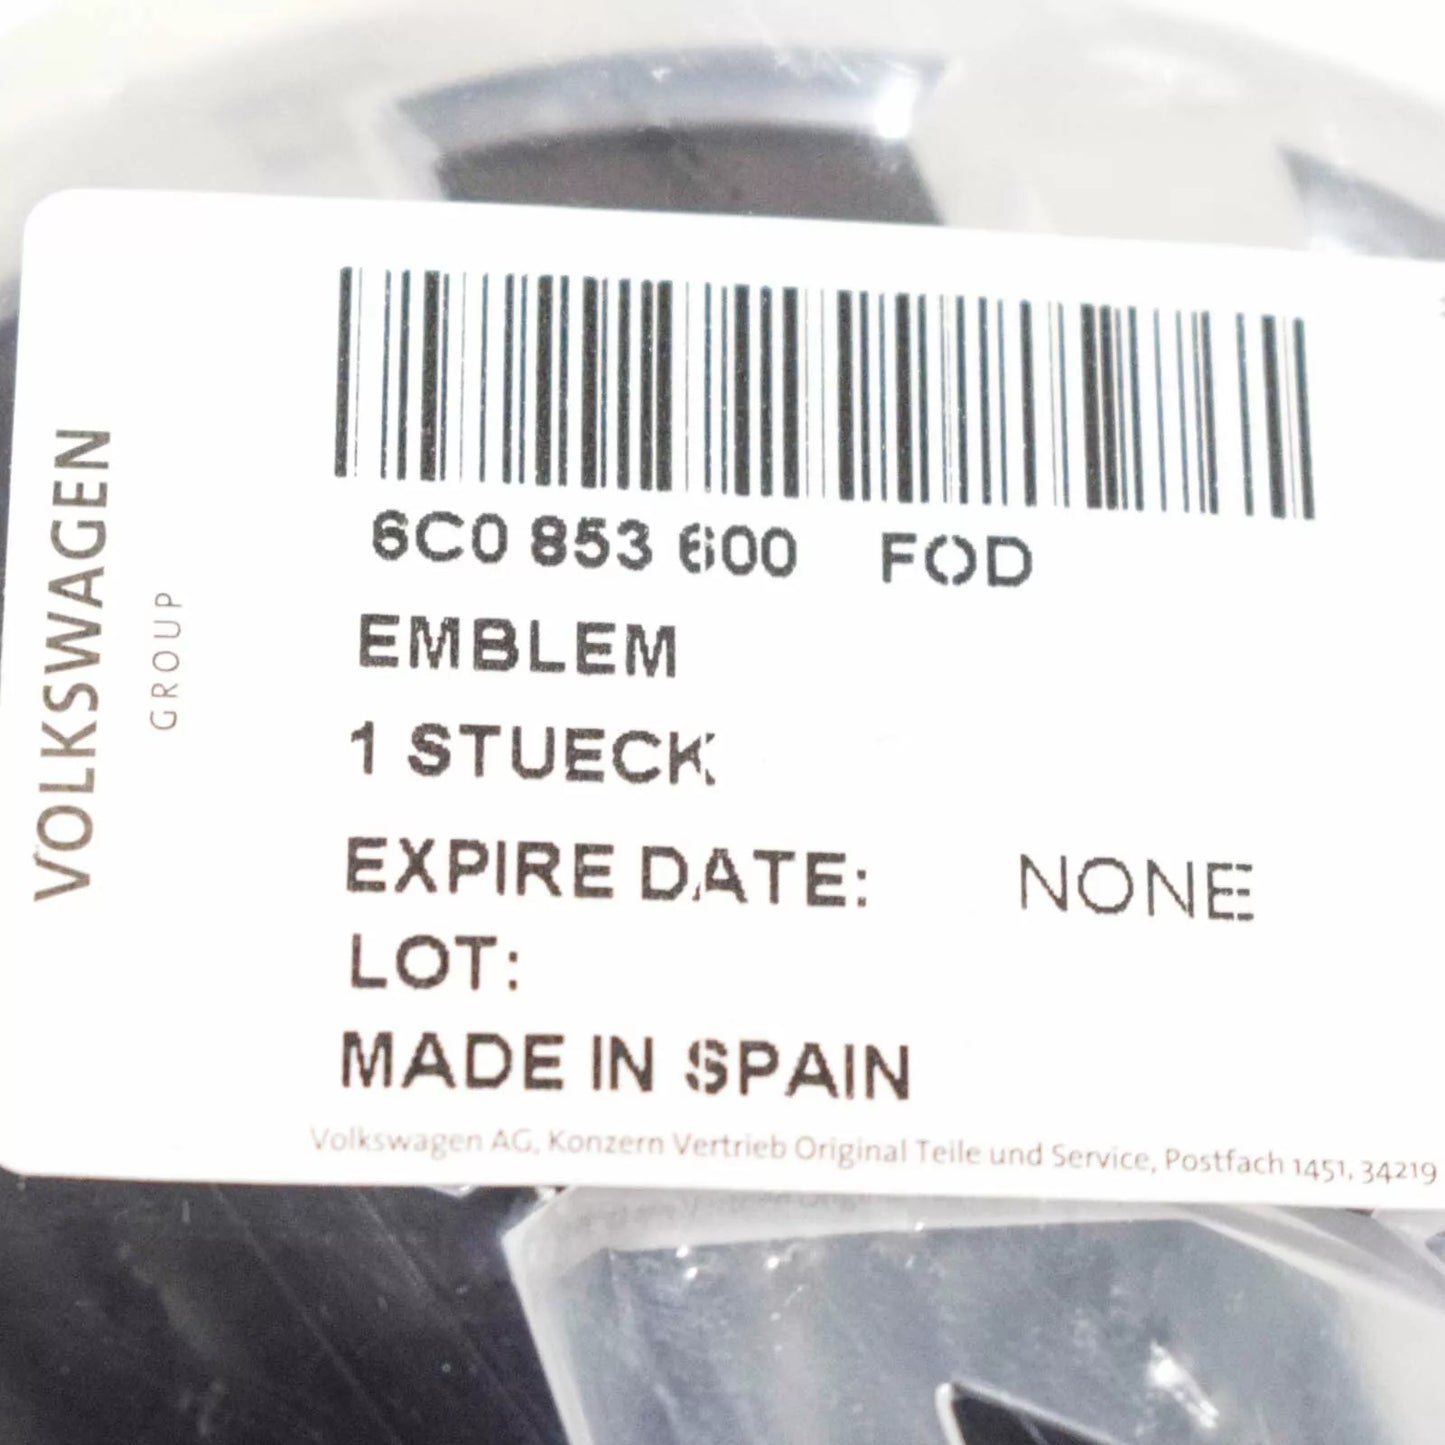 VOLKSWAGEN
GROUP
6C0 853 600 FOD
EMBLEM
1 STUECK
EXPIRE DATE: NONE
LOT:
MADE IN SPAIN
Volkswagen AG, Konzern Vertrieb Original Teile und Service, Postfach 1451, 34219